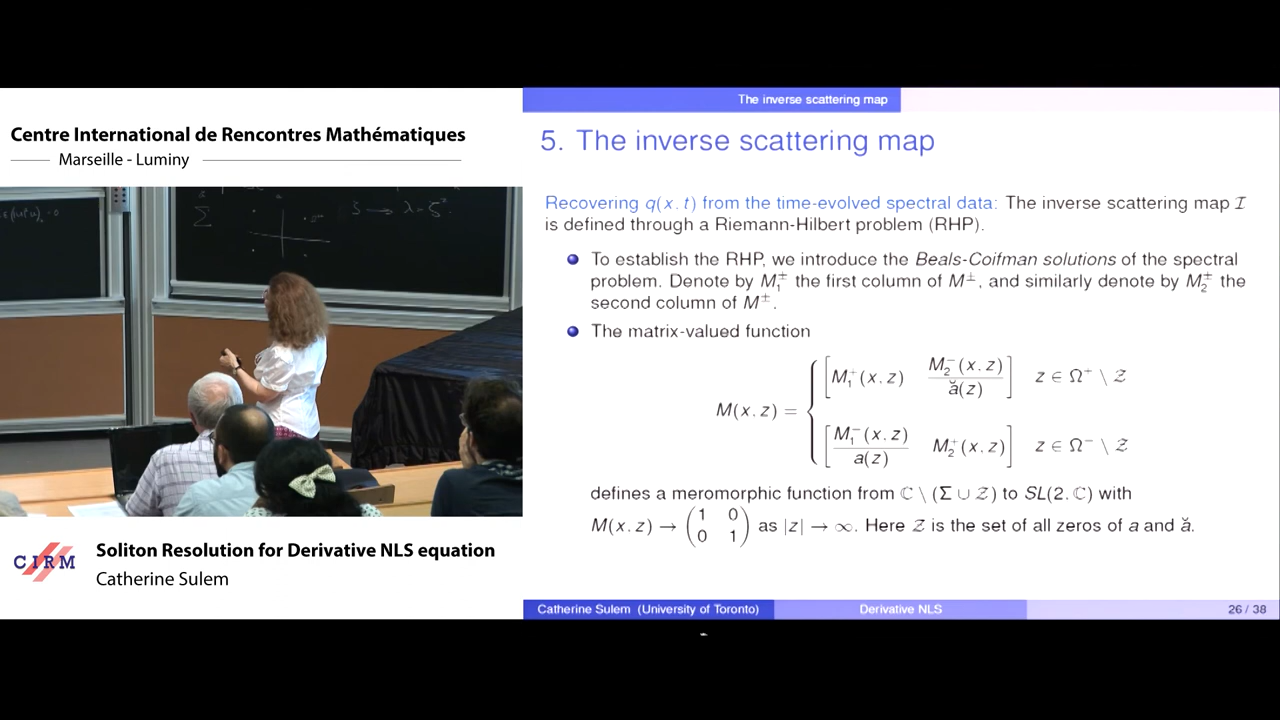 Centre International de Rencontres Mathématiques
Marseille - Luminy
Σ
ζ → λ = ζ²
CIRM
Soliton Resolution for Derivative NLS equation
Catherine Sulem
The inverse scattering map
5. The inverse scattering map
Recovering q(x, t) from the time-evolved spectral data: The inverse scattering map ℐ
is defined through a Riemann-Hilbert problem (RHP).
To establish the RHP, we introduce the Beals-Coifman solutions of the spectral
problem. Denote by M₁± the first column of M±, and similarly denote by M₂± the
second column of M±.
The matrix-valued function
M(x, z) = { [ M₁⁺(x, z)  M₂⁻(x, z) / ă(z) ]  z ∈ Ω⁺ \ 𝒵
[ M₁⁻(x, z) / a(z)  M₂⁺(x, z) ]  z ∈ Ω⁻ \ 𝒵
defines a meromorphic function from ℂ \ (Σ ∪ 𝒵) to SL(2, ℂ) with
M(x, z) → (1 0 0 1) as |z| → ∞. Here 𝒵 is the set of all zeros of a and ă.
Catherine Sulem (University of Toronto)
Derivative NLS
26 / 38